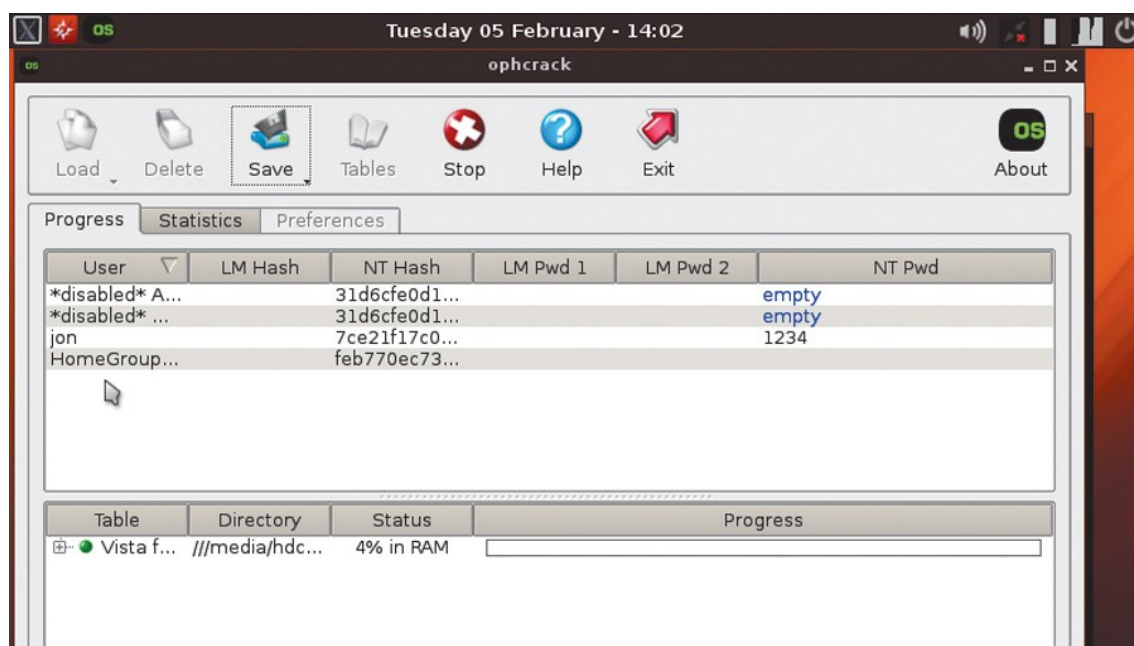 os Tuesday 05 February - 14:02
os ophcrack
Load Delete Save Tables Stop Help Exit os About
Progress Statistics Preferences
User LM Hash NT Hash LM Pwd 1 LM Pwd 2 NT Pwd
*disabled* A... 31d6cfe0d1... empty
*disabled* ... 31d6cfe0d1... empty
jon 7ce21f17c0... 1234
HomeGroup... feb770ec73...
Table Directory Status Progress
Vista f... ///media/hdc... 4% in RAM